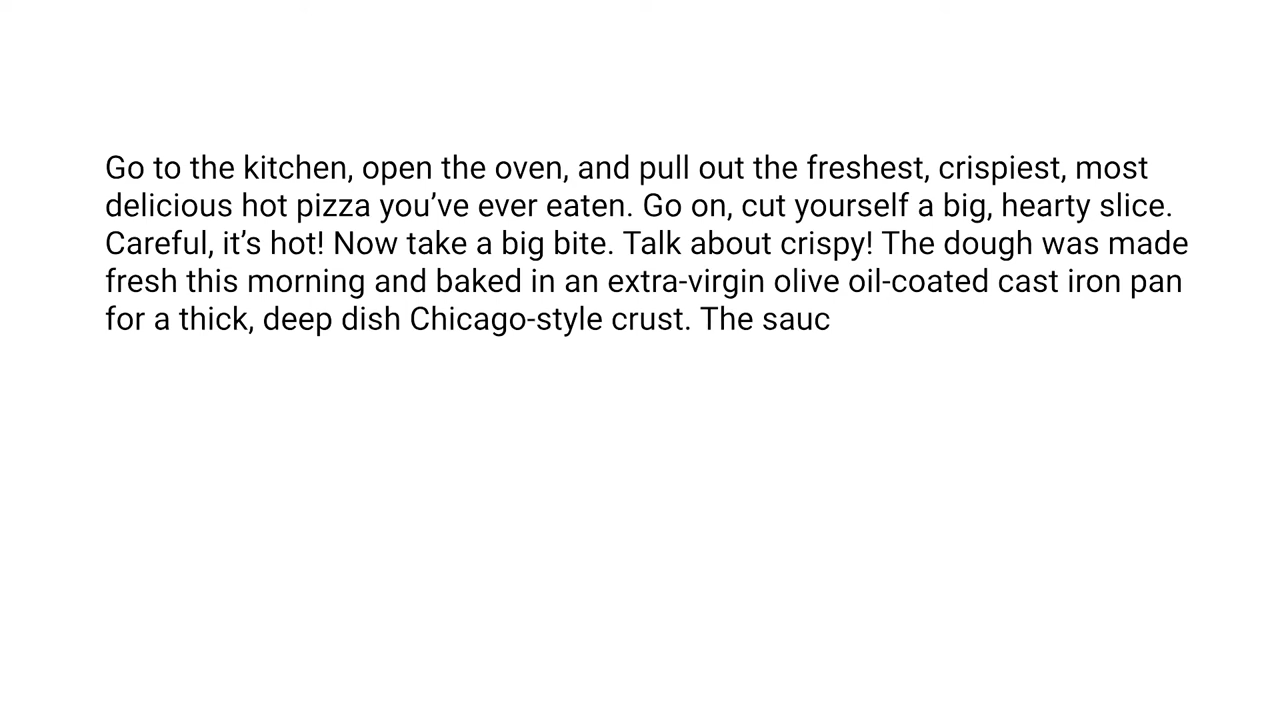 Go to the kitchen, open the oven, and pull out the freshest, crispiest, most
delicious hot pizza you’ve ever eaten. Go on, cut yourself a big, hearty slice.
Careful, it’s hot! Now take a big bite. Talk about crispy! The dough was made
fresh this morning and baked in an extra-virgin olive oil-coated cast iron pan
for a thick, deep dish Chicago-style crust. The sauc